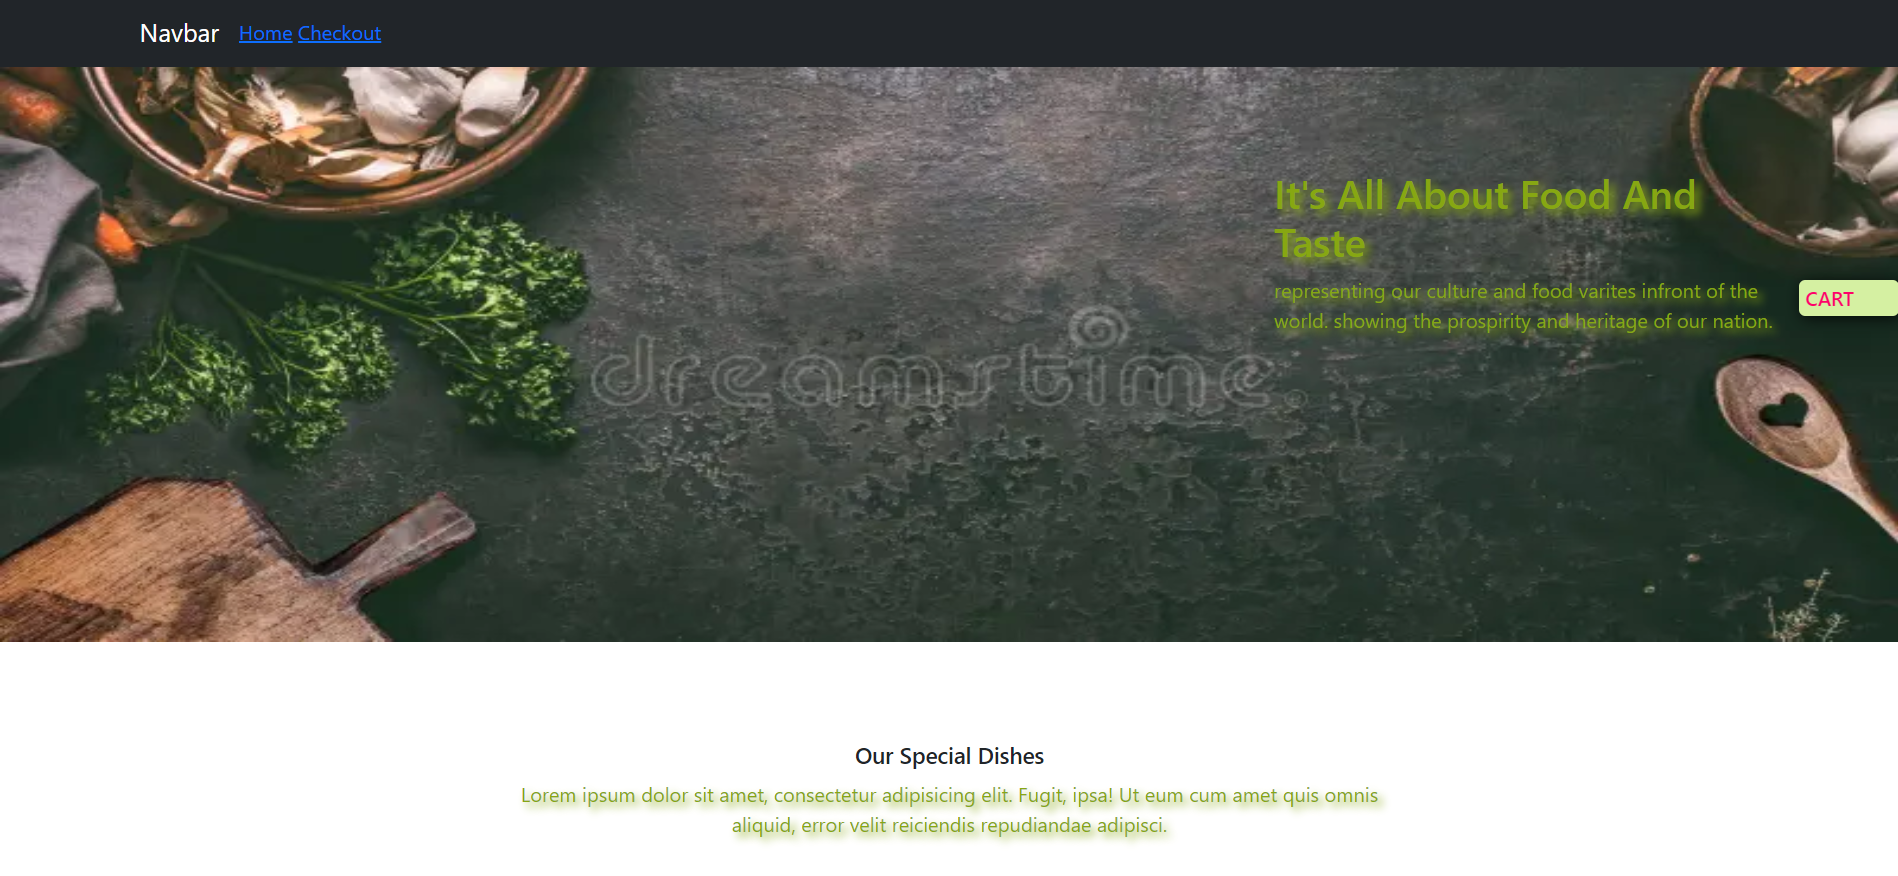 Navbar Home Checkout
It's All About Food And
Taste
representing our culture and food varites infront of the
world. showing the prospirity and heritage of our nation.
CART
dreamstime
Our Special Dishes
Lorem ipsum dolor sit amet, consectetur adipisicing elit. Fugit, ipsa! Ut eum cum amet quis omnis
aliquid, error velit reiciendis repudiandae adipisci.